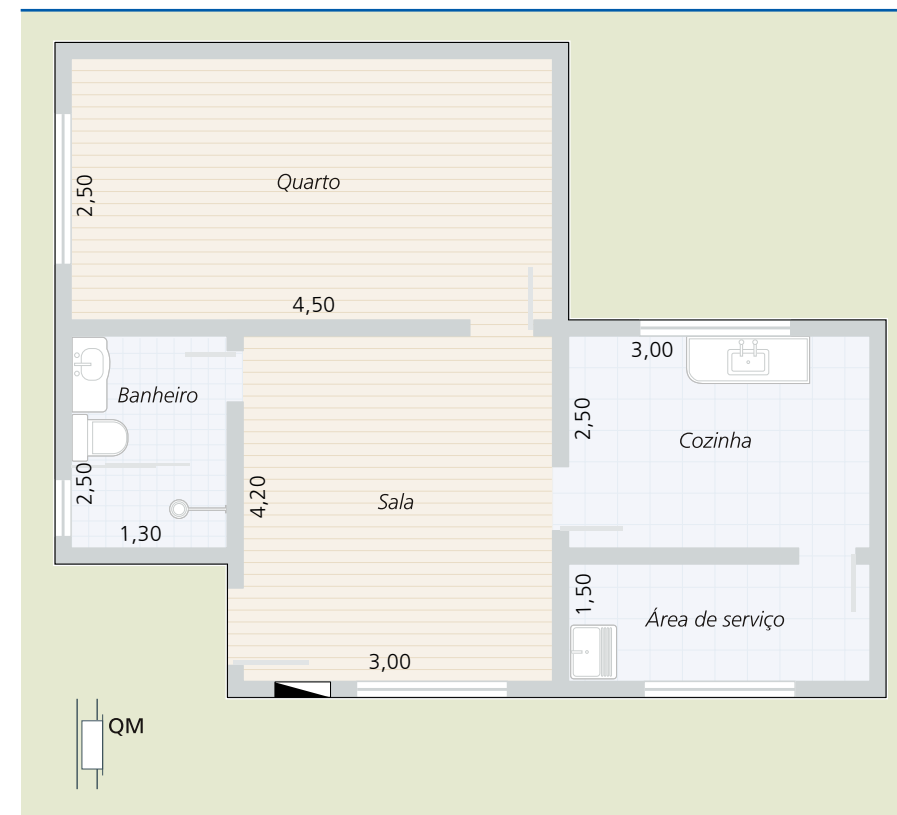 Quarto
2,50
4,50
3,00
Banheiro
2,50
Cozinha
2,50
4,20
Sala
1,30
1,50
Área de serviço
3,00
QM